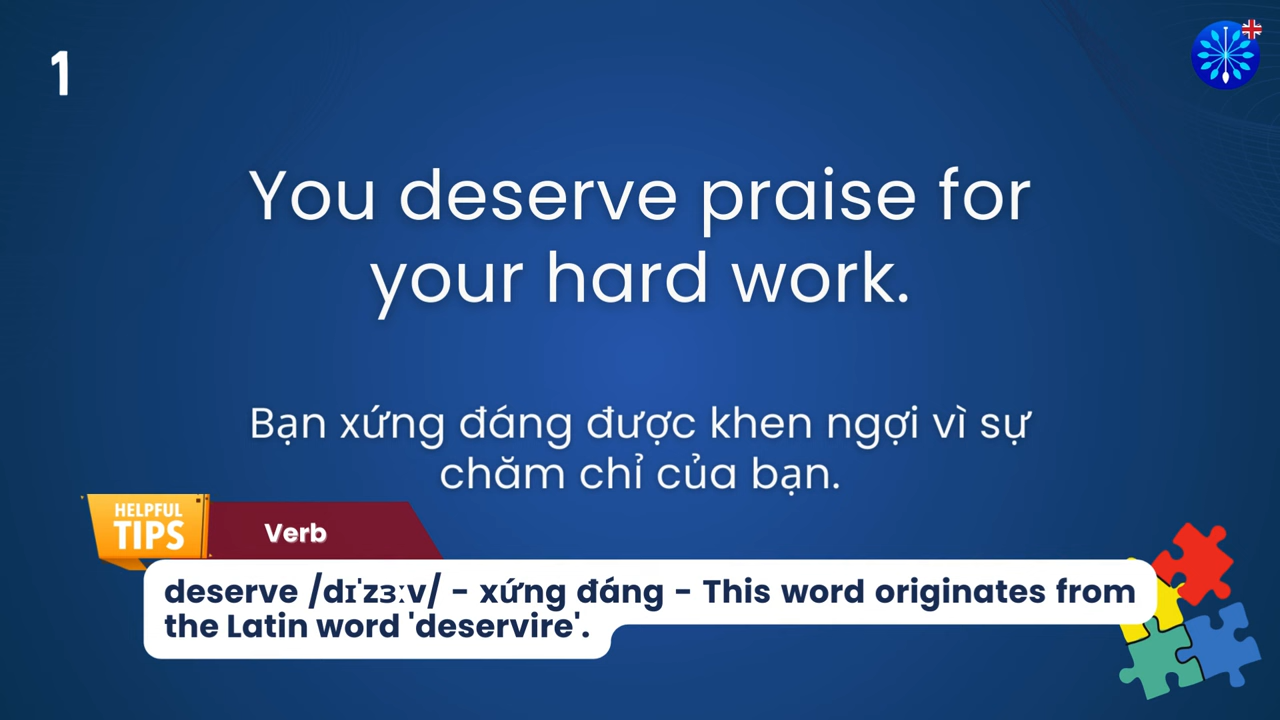 1
You deserve praise for
your hard work.
Bạn xứng đáng được khen ngợi vì sự
chăm chỉ của bạn.
HELPFUL
TIPS
Verb
deserve /dɪˈzɜːv/ - xứng đáng - This word originates from
the Latin word 'deservire'.